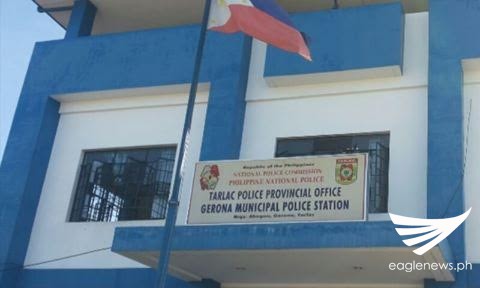 Republic of the Philippines
NATIONAL POLICE COMMISSION
PHILIPPINE NATIONAL POLICE
TARLAC POLICE PROVINCIAL OFFICE
GERONA MUNICIPAL POLICE STATION
Brgy. Abagon, Gerona, Tarlac
eaglenews.ph